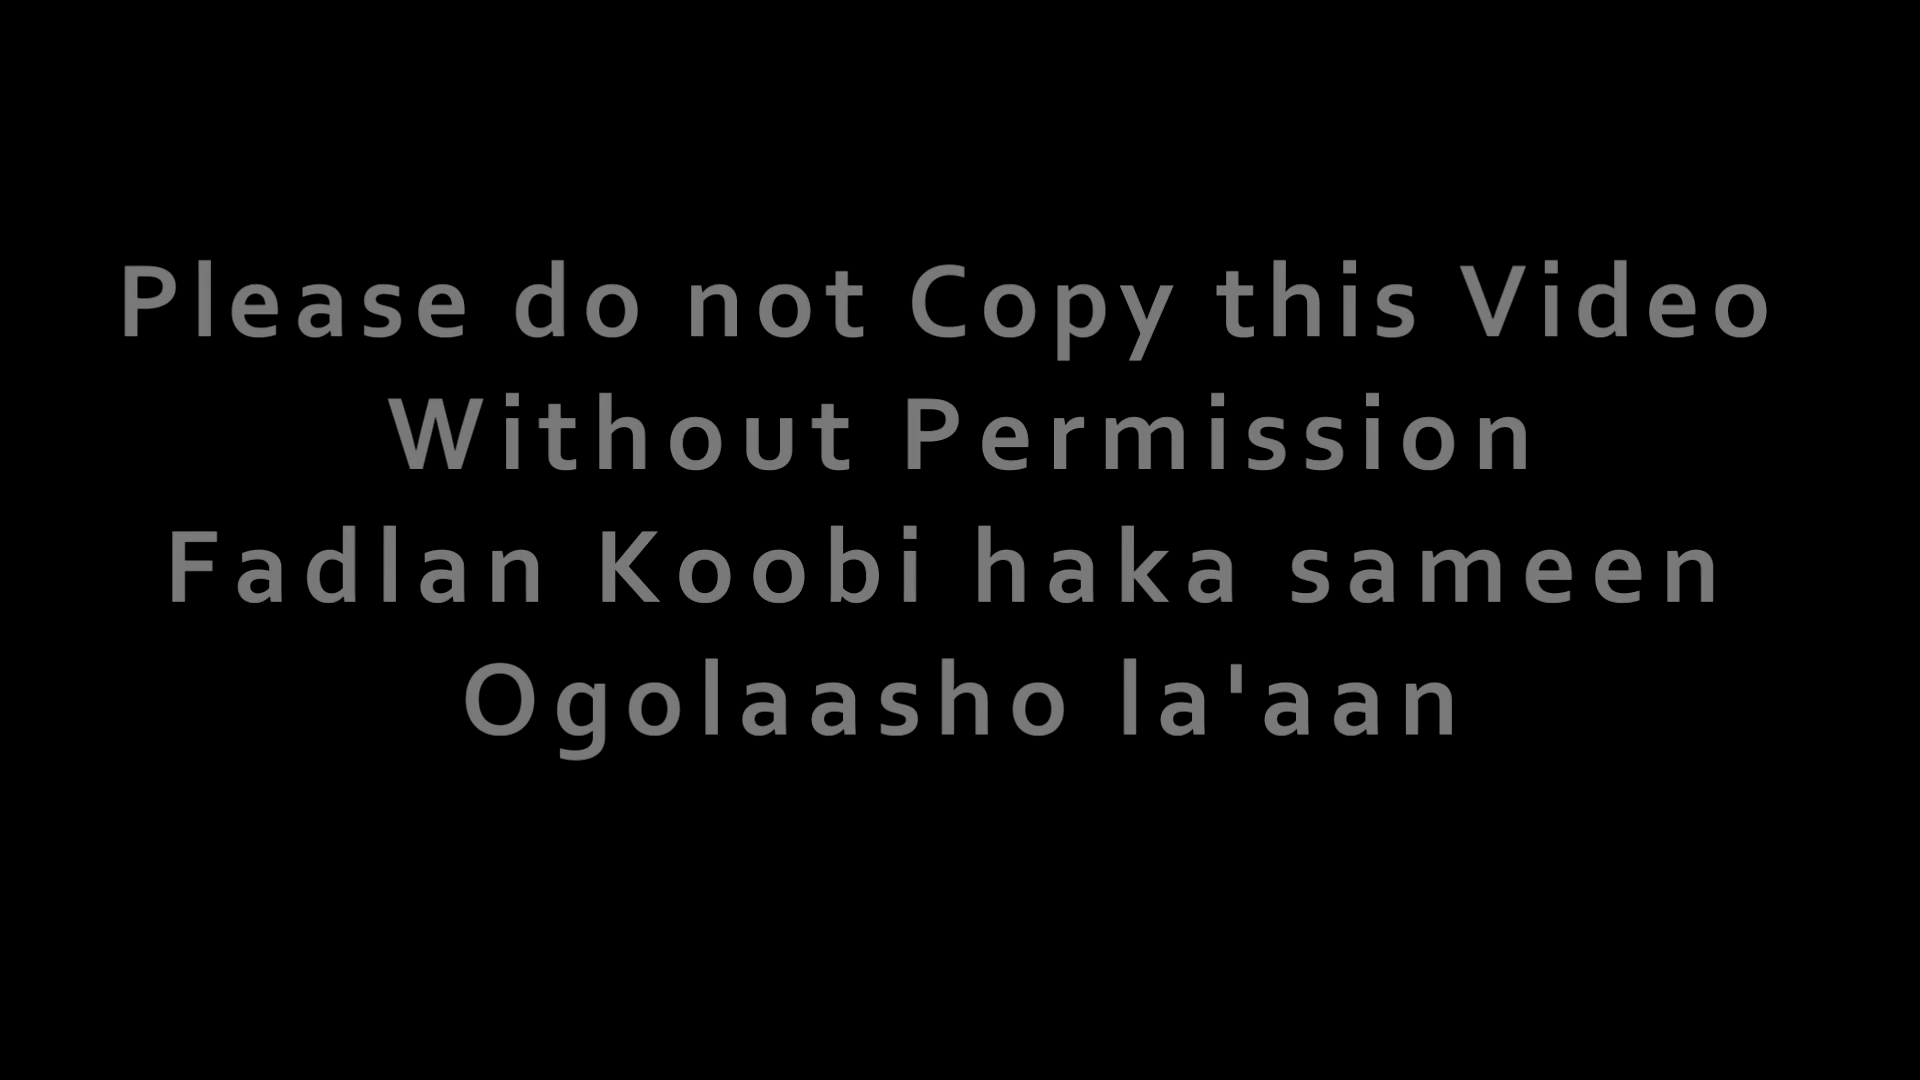 Please do not Copy this Video
Without Permission
Fadlan Koobi haka sameen
Ogolaasho la'aan